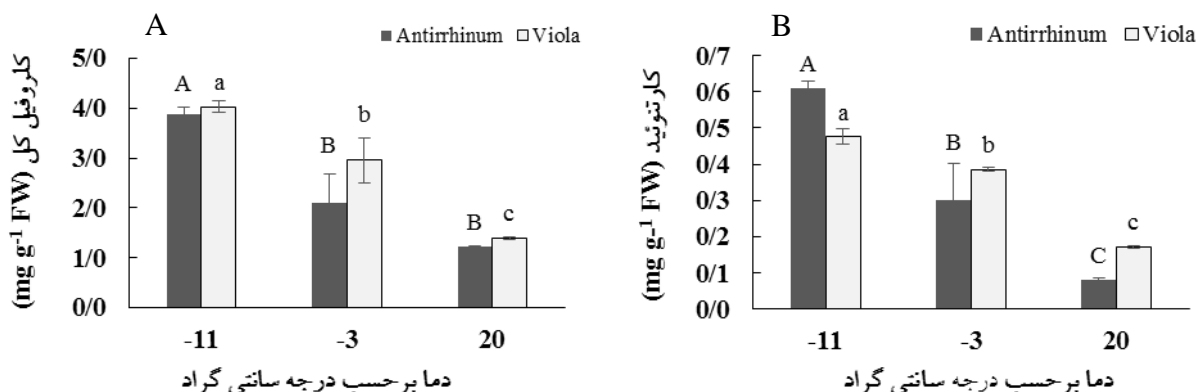 A
Antirrhinum Viola
کلروفیل کل
(mg g-1 FW)
5/0
4/0
3/0
2/0
1/0
0/0
A a
B b
B c
-11 -3 20
دما برحسب درجه سانتی گراد
B
Antirrhinum Viola
کارتنوئید
(mg g-1 FW)
0/7
0/6
0/5
0/4
0/3
0/2
0/1
0/0
A a
B b
C c
-11 -3 20
دما برحسب درجه سانتی گراد